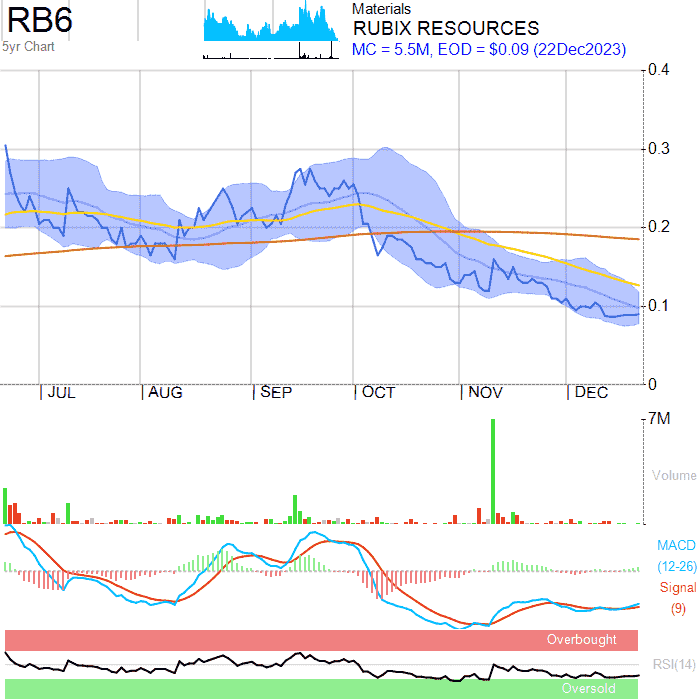 RB6
5yr Chart
Materials
RUBIX RESOURCES
MC = 5.5M, EOD = $0.09 (22Dec2023)
0.4
0.3
0.2
0.1
0
JUL AUG SEP OCT NOV DEC
7M
Volume
MACD
(12-26)
Signal
(9)
Overbought
RSI(14)
Oversold